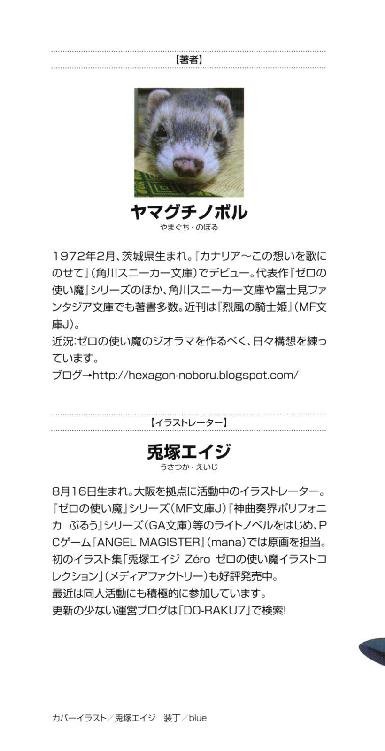 【著者】
ヤマグチノボル
やまぐち・のぼる
1972年2月、茨城県生まれ。『カナリア〜この想いを歌に
のせて』(角川スニーカー文庫)でデビュー。代表作『ゼロの
使い魔』シリーズのほか、角川スニーカー文庫や富士見ファ
ンタジア文庫でも著書多数。近刊は『烈風の騎士姫』(MF文
庫J)。
近況:ゼロの使い魔のジオラマを作るべく、日々構想を練っ
ています。
ブログ→http://hexagon-noboru.blogspot.com/
【イラストレーター】
兎塚エイジ
うさつか・えいじ
8月16日生まれ。大阪を拠点に活動中のイラストレーター。
『ゼロの使い魔』シリーズ(MF文庫J)『神曲奏界ポリフォニ
カ ぶるう』シリーズ(GA文庫)等のライトノベルをはじめ、P
Cゲーム『ANGEL MAGISTER』(mana)では原画を担当。
初のイラスト集『兎塚エイジ Zéro ゼロの使い魔イラストコ
レクション』(メディアファクトリー)も好評発売中。
最近は同人活動にも積極的に参加しています。
更新の少ない運営ブログは「DO-RAKU7」で検索!
カバーイラスト/兎塚エイジ 装丁/blue